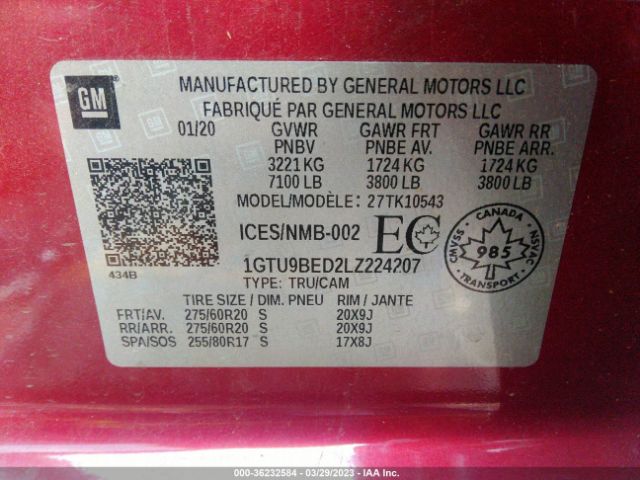 GM
MANUFACTURED BY GENERAL MOTORS LLC
FABRIQUÉ PAR GENERAL MOTORS LLC
01/20 GVWR GAWR FRT GAWR RR
PNBV PNBE AV. PNBE ARR.
3221 KG 1724 KG 1724 KG
7100 LB 3800 LB 3800 LB
MODEL/MODÈLE: 27TK10543
ICES/NMB-002 EC
CANADA
CMVSS 985 NSVAC
1GTU9BED2LZ224207
434B
TYPE: TRU/CAM
TIRE SIZE / DIM. PNEU RIM / JANTE
FRT/AV. 275/60R20 S 20X9J
RR/ARR. 275/60R20 S 20X9J
SPA/SOS 255/80R17 S 17X8J
000-36232584 — 03/29/2023 — IAA Inc.